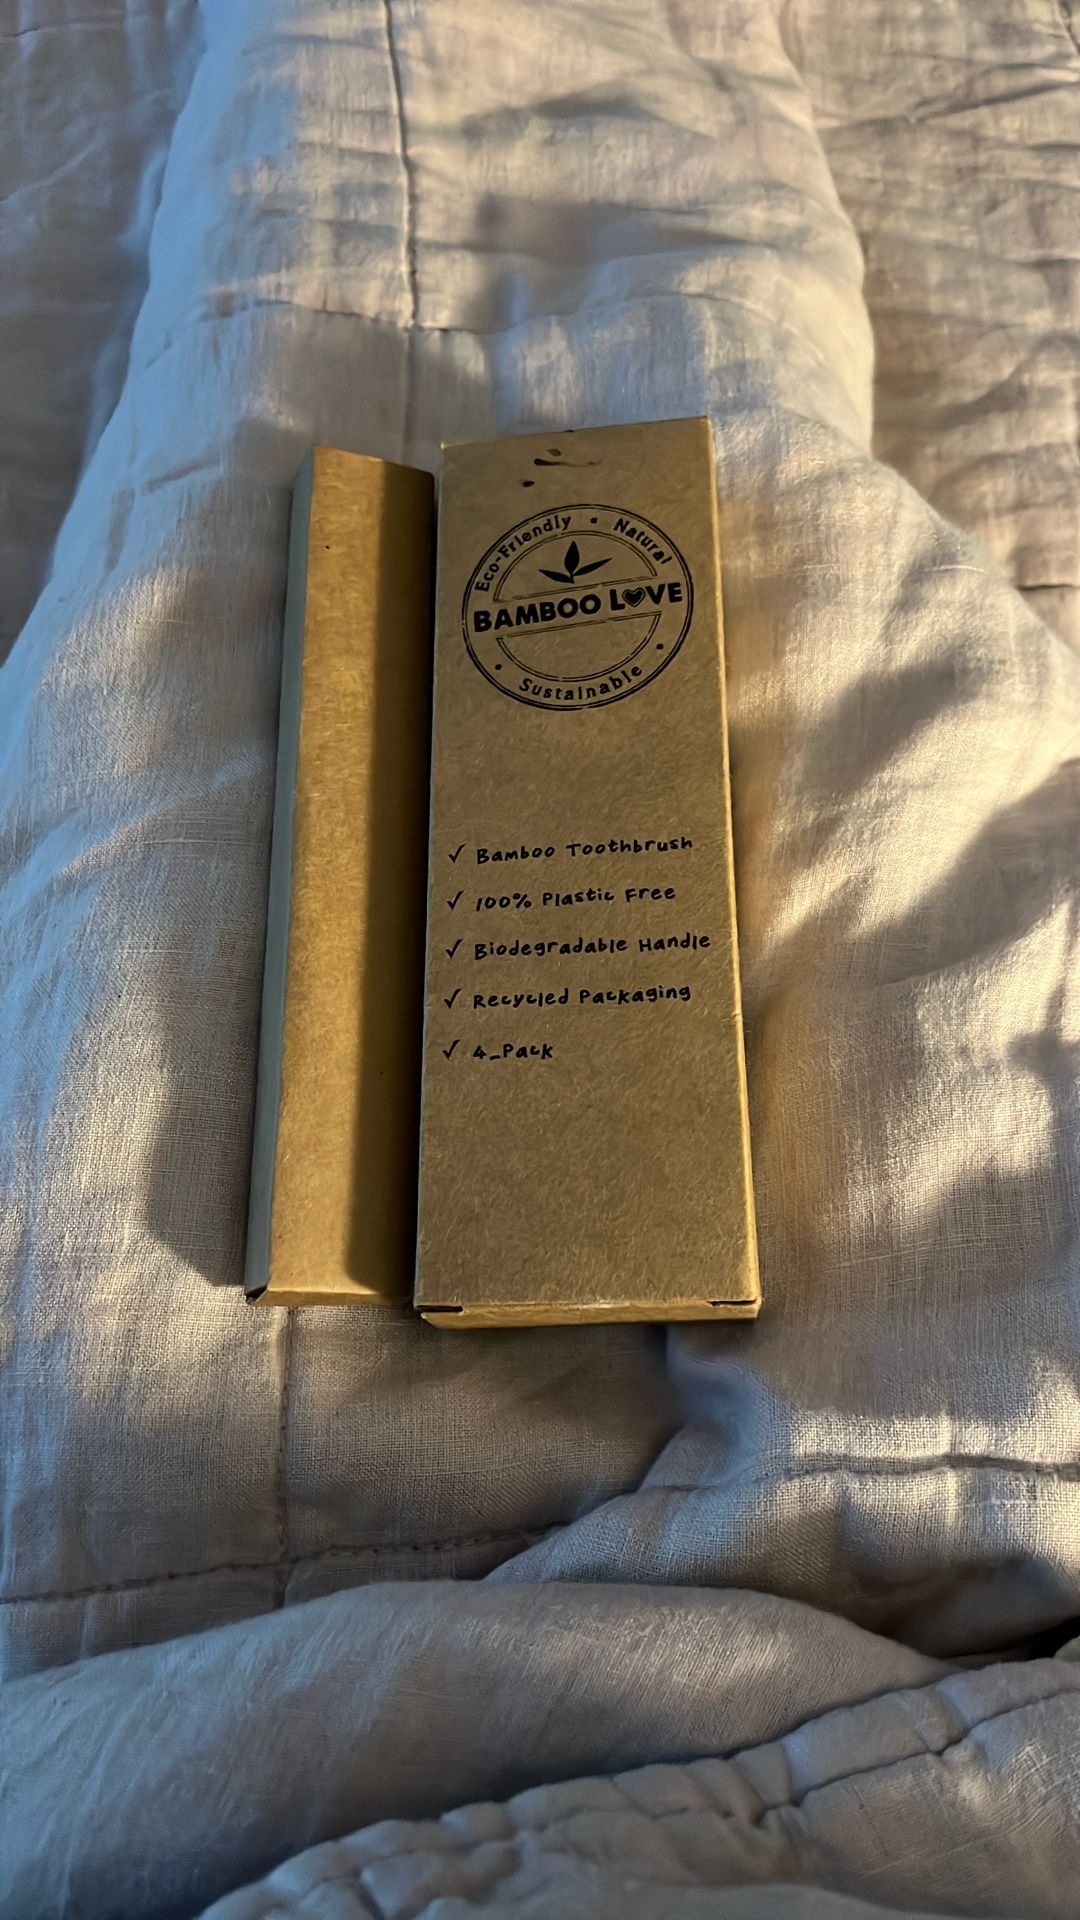 Eco-Friendly • Natural
BAMBOO LOVE
• Sustainable •
✓ Bamboo Toothbrush
✓ 100% Plastic Free
✓ Biodegradable Handle
✓ Recycled Packaging
✓ 4_Pack